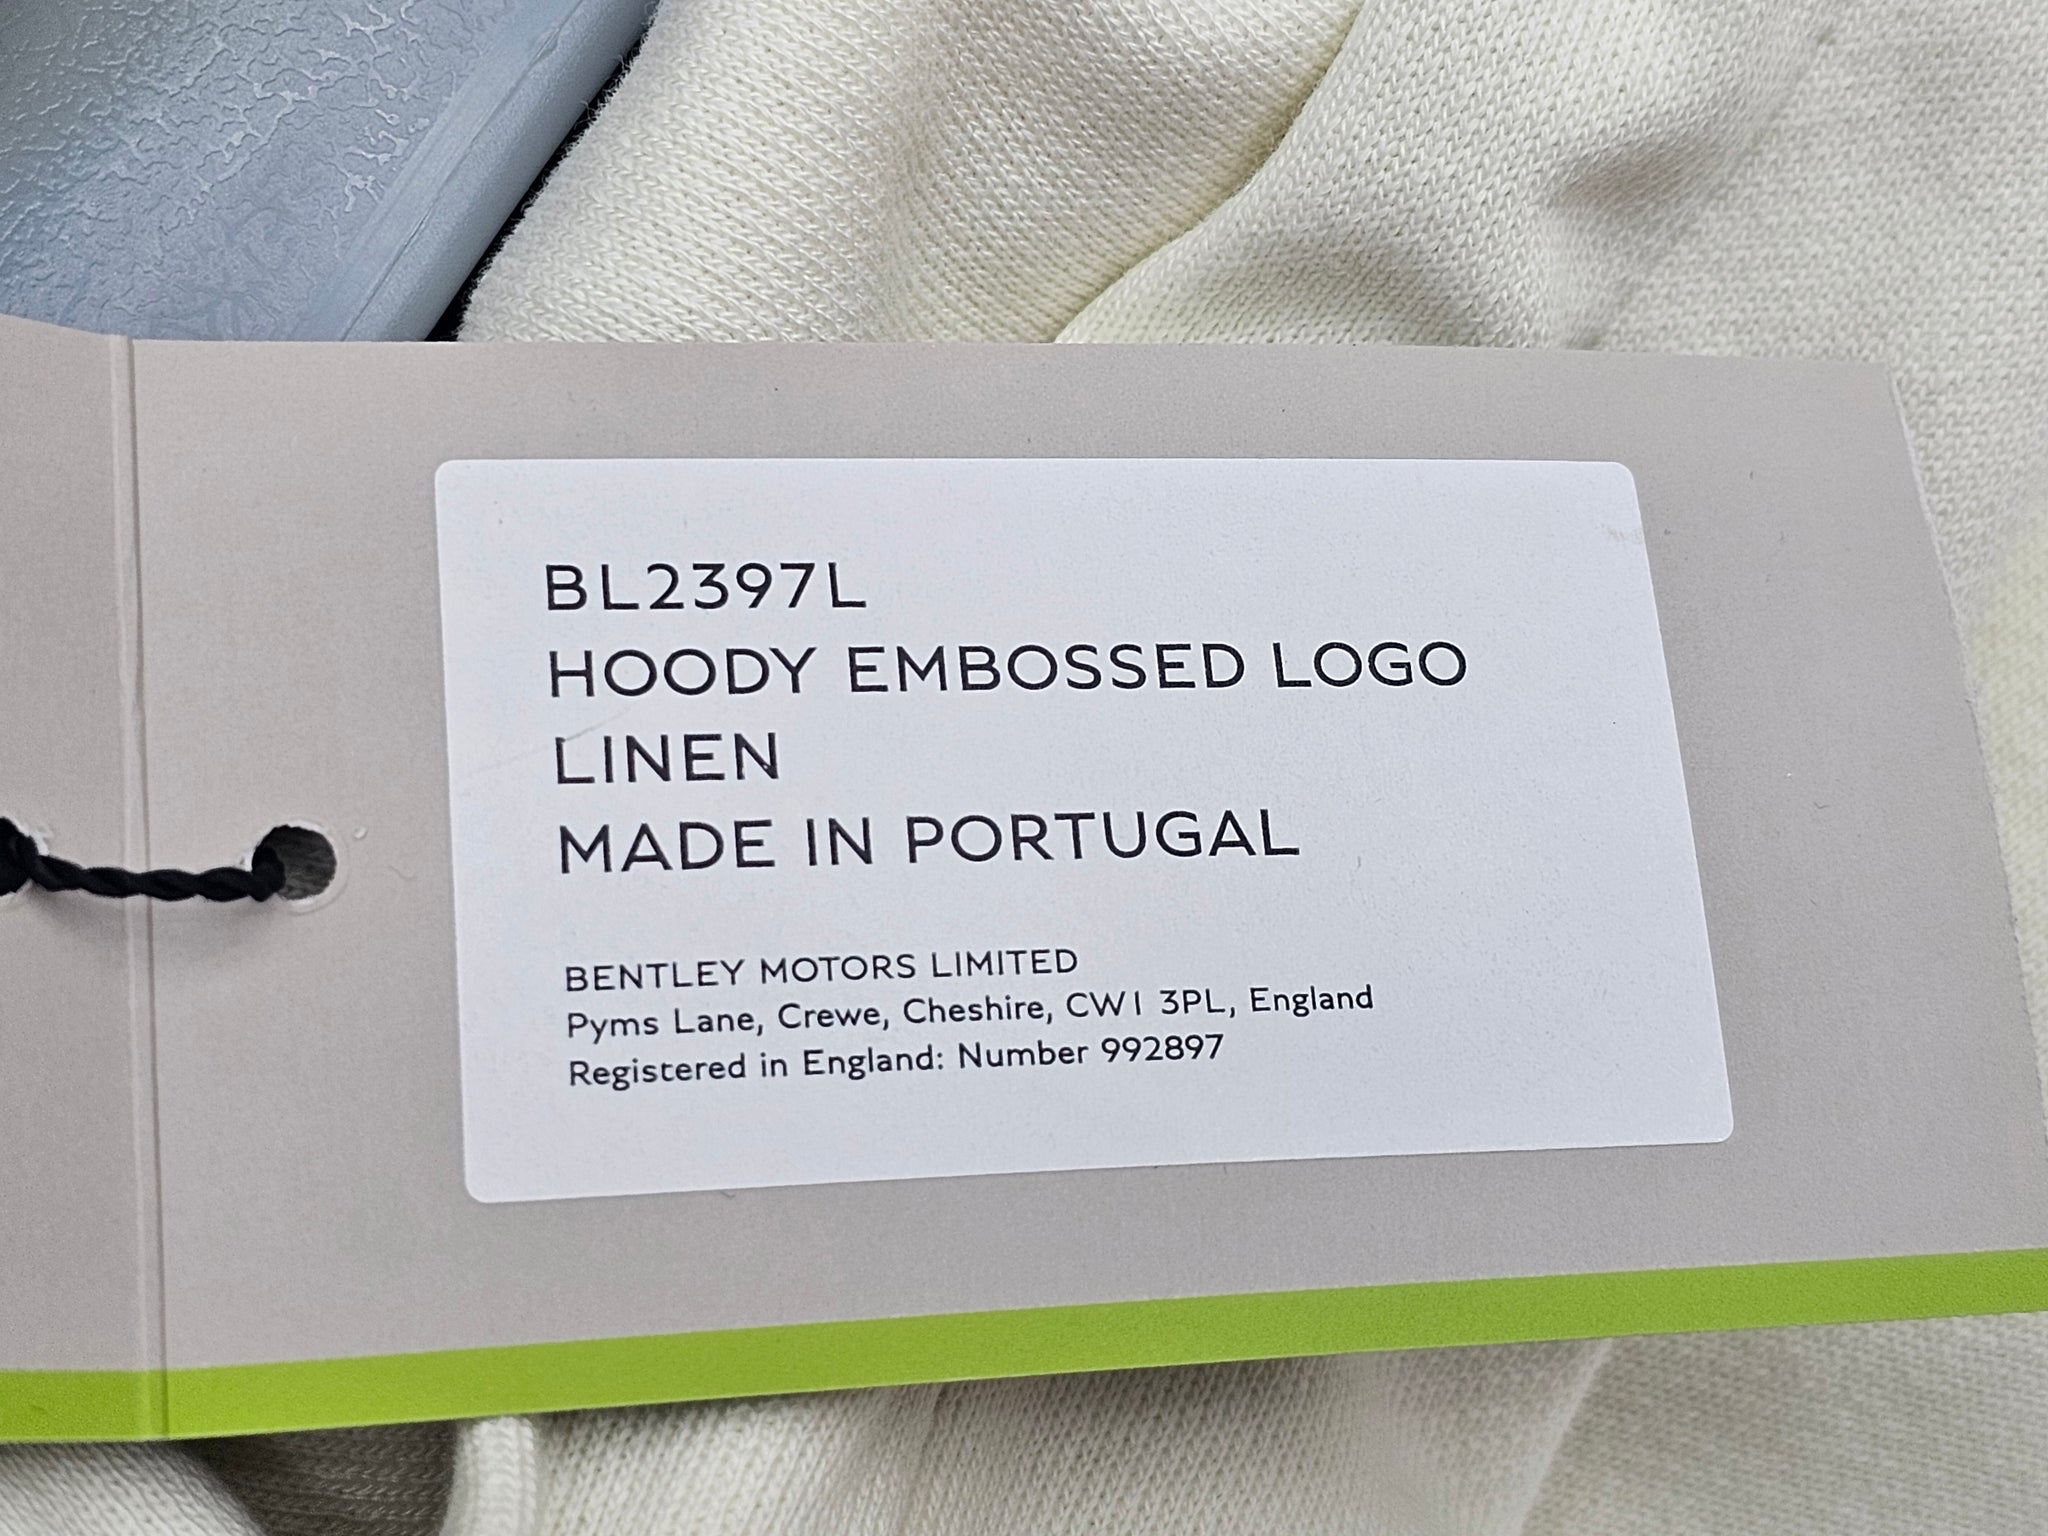 BL2397L
HOODY EMBOSSED LOGO
LINEN
MADE IN PORTUGAL
BENTLEY MOTORS LIMITED
Pyms Lane, Crewe, Cheshire, CW1 3PL, England
Registered in England: Number 992897